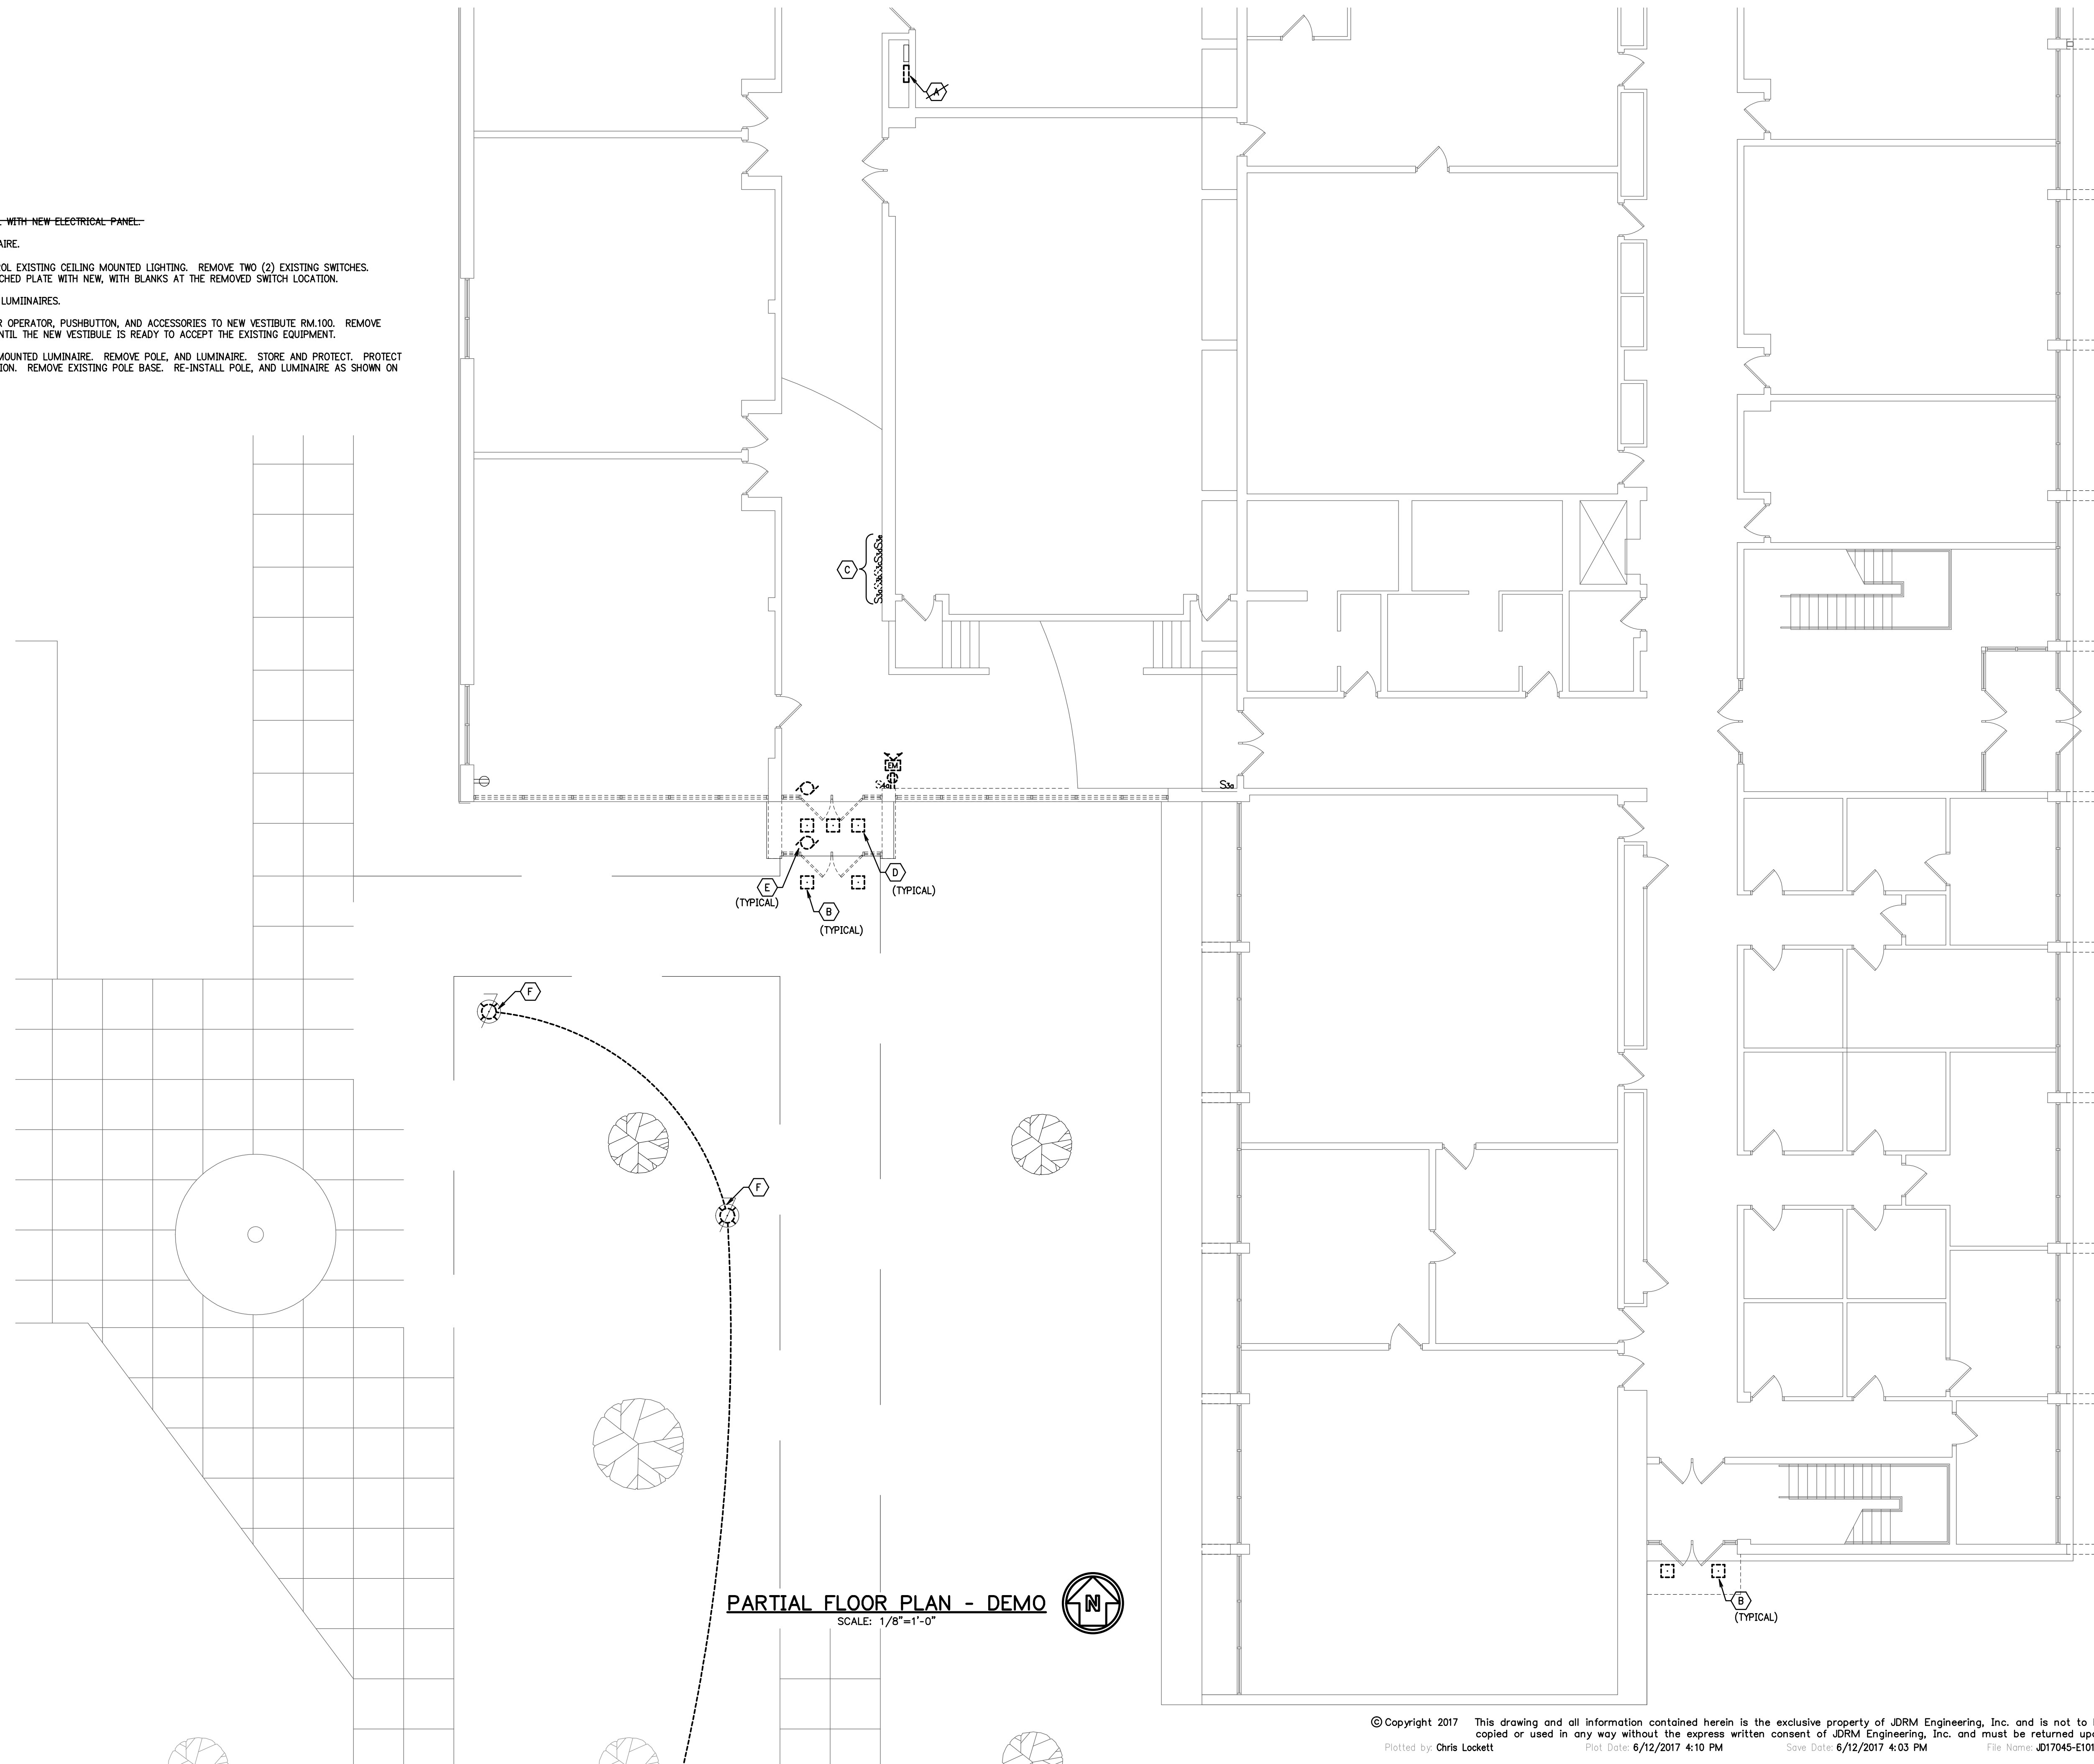 WITH NEW ELECTRICAL PANEL.
AIRE.
ROL EXISTING CEILING MOUNTED LIGHTING. REMOVE TWO (2) EXISTING SWITCHES.
CHED PLATE WITH NEW, WITH BLANKS AT THE REMOVED SWITCH LOCATION.
LUMIINAIRES.
R OPERATOR, PUSHBUTTON, AND ACCESSORIES TO NEW VESTIBUTE RM.100. REMOVE
NTIL THE NEW VESTIBULE IS READY TO ACCEPT THE EXISTING EQUIPMENT.
MOUNTED LUMINAIRE. REMOVE POLE, AND LUMINAIRE. STORE AND PROTECT. PROTECT
ION. REMOVE EXISTING POLE BASE. RE-INSTALL POLE, AND LUMINAIRE AS SHOWN ON
A
C
EM
S3a
D
(TYPICAL)
E
(TYPICAL)
B
(TYPICAL)
F
F
B
(TYPICAL)
PARTIAL FLOOR PLAN - DEMO
SCALE: 1/8"=1'-0"
N
© Copyright 2017 This drawing and all information contained herein is the exclusive property of JDRM Engineering, Inc. and is not to
copied or used in any way without the express written consent of JDRM Engineering, Inc. and must be returned up
Plotted by: Chris Lockett Plot Date: 6/12/2017 4:10 PM Save Date: 6/12/2017 4:03 PM File Name: JD17045-E10